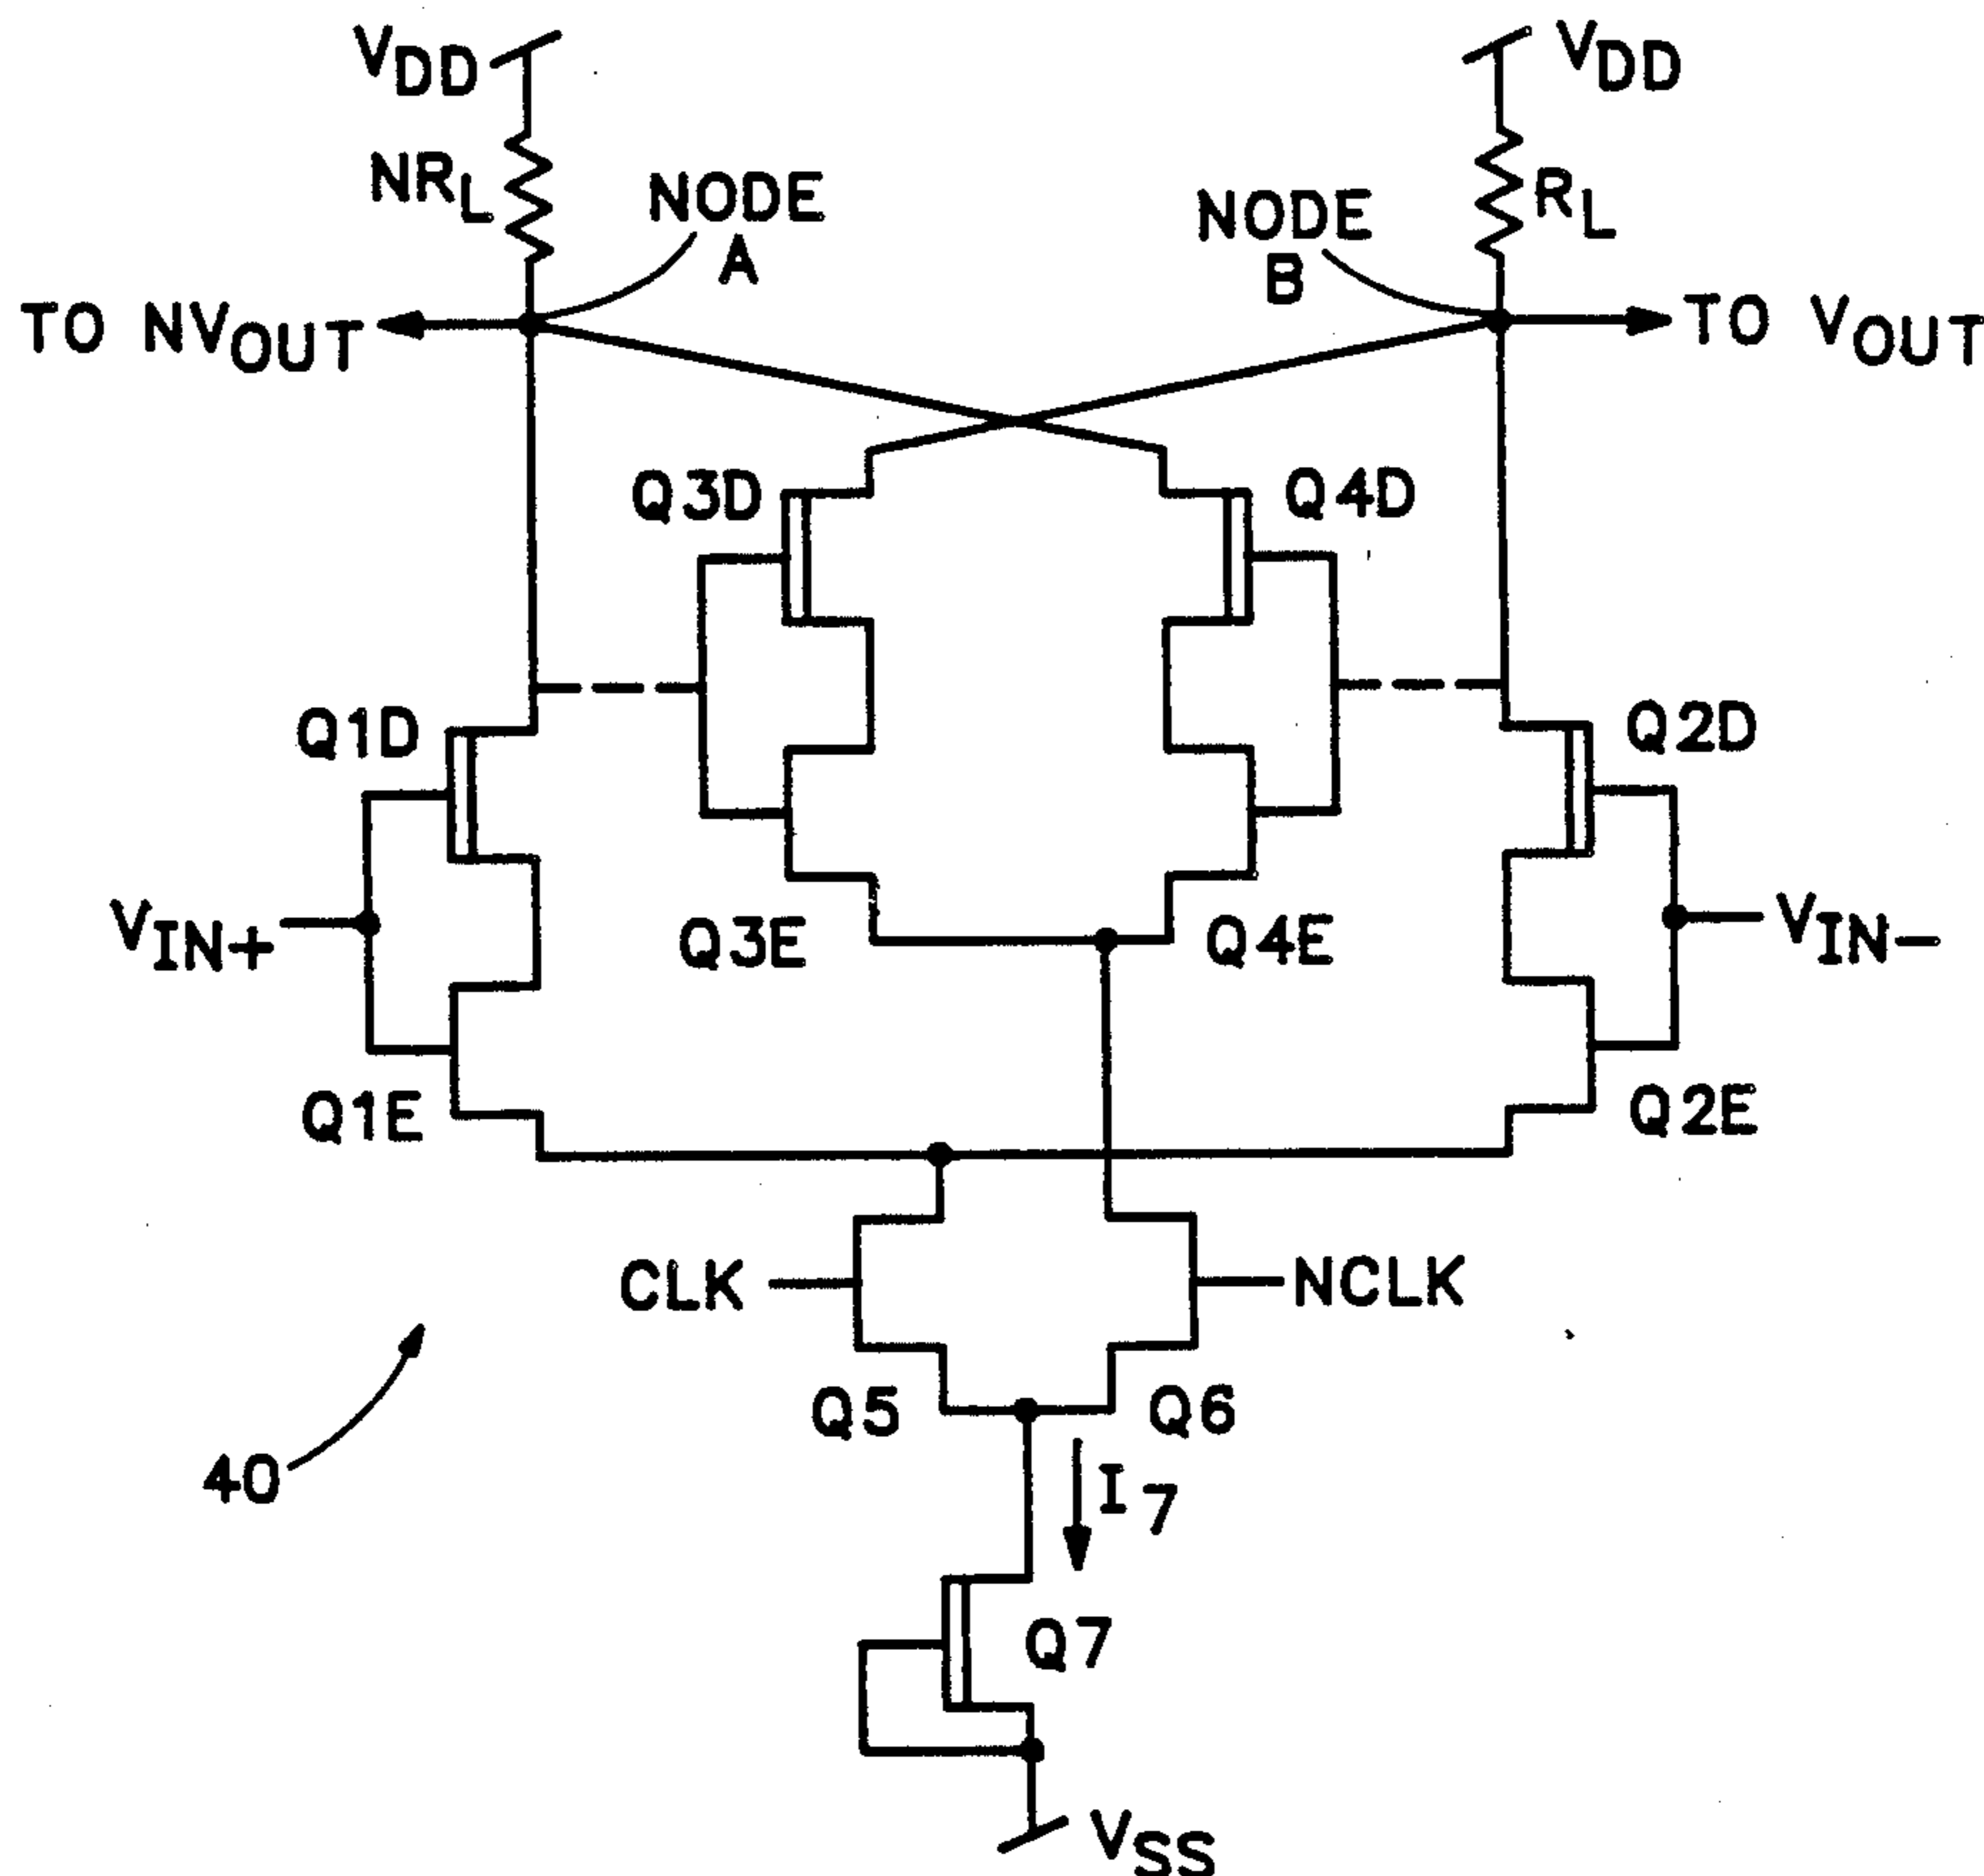 VDD
VDD
NRL
NODE
A
NODE
B
RL
TO NVOUT
TO VOUT
Q3D
Q4D
Q1D
Q2D
VIN+
Q3E
Q4E
VIN-
Q1E
Q2E
CLK
NCLK
Q5
Q6
40
I7
Q7
VSS